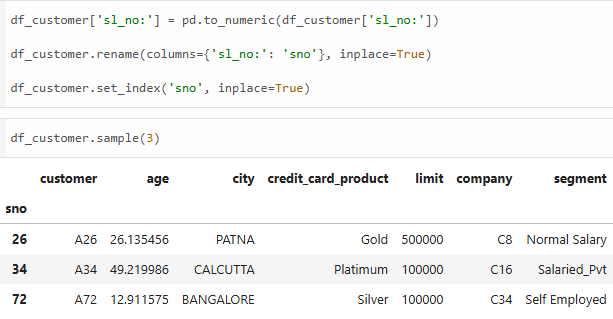 df_customer['sl_no:'] = pd.to_numeric(df_customer['sl_no:'])
df_customer.rename(columns={'sl_no:': 'sno'}, inplace=True)
df_customer.set_index('sno', inplace=True)
df_customer.sample(3)
customer age city credit_card_product limit company segment
sno
26 A26 26.135456 PATNA Gold 500000 C8 Normal Salary
34 A34 49.219986 CALCUTTA Platimum 100000 C16 Salaried_Pvt
72 A72 12.911575 BANGALORE Silver 100000 C34 Self Employed